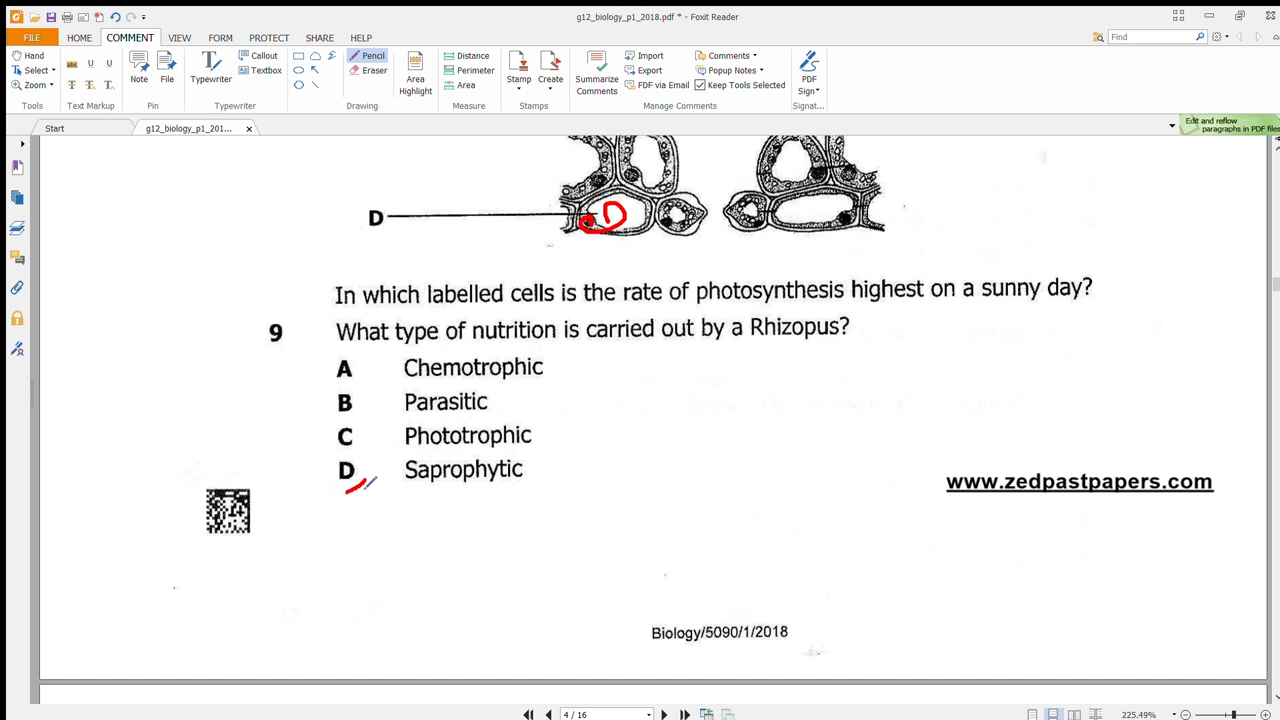 g12_biology_p1_2018.pdf * - Foxit Reader
FILE HOME COMMENT VIEW FORM PROTECT SHARE HELP
Find
Hand
Select
Zoom
Tools
Text Markup
Note
File
Pin
Typewriter
Callout
Textbox
Typewriter
Pencil
Eraser
Drawing
Area Highlight
Distance
Perimeter
Area
Measure
Stamp
Create
Stamps
Summarize Comments
Import
Export
FDF via Email
Comments
Popup Notes
Keep Tools Selected
Manage Comments
PDF Sign
Signat...
Start
g12_biology_p1_201...
Edit and reflow
paragraphs in PDF files
D
In which labelled cells is the rate of photosynthesis highest on a sunny day?
9 What type of nutrition is carried out by a Rhizopus?
A Chemotrophic
B Parasitic
C Phototrophic
D Saprophytic
www.zedpastpapers.com
Biology/5090/1/2018
4 / 16
225.49%